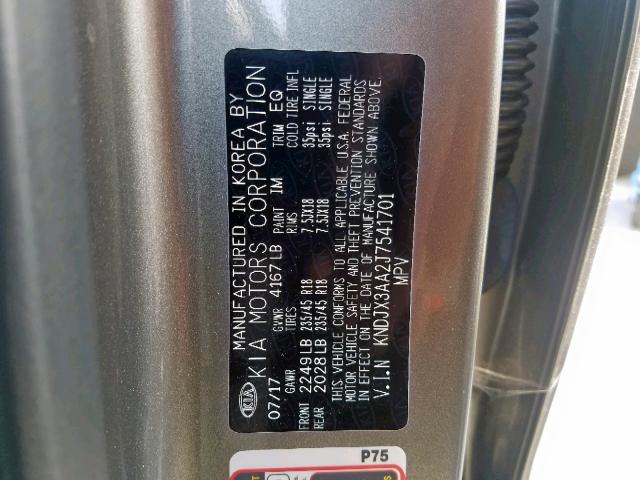 MANUFACTURED IN KOREA BY
KIA MOTORS CORPORATION
07/17 GVWR 4167LB PAINT IM TRIM EQ
GAWR TIRES RIMS COLD TIRE INFL
FRONT 2249LB 235/45 R18 7.5JX18 35psi SINGLE
REAR 2028LB 235/45 R18 7.5JX18 35psi SINGLE
THIS VEHICLE CONFORMS TO ALL APPLICABLE U.S.A. FEDERAL
MOTOR VEHICLE SAFETY AND THEFT PREVENTION STANDARDS
IN EFFECT ON THE DATE OF MANUFACTURE SHOWN ABOVE.
V.I.N KNDJX3AA2J7541701
MPV
KIA
P75